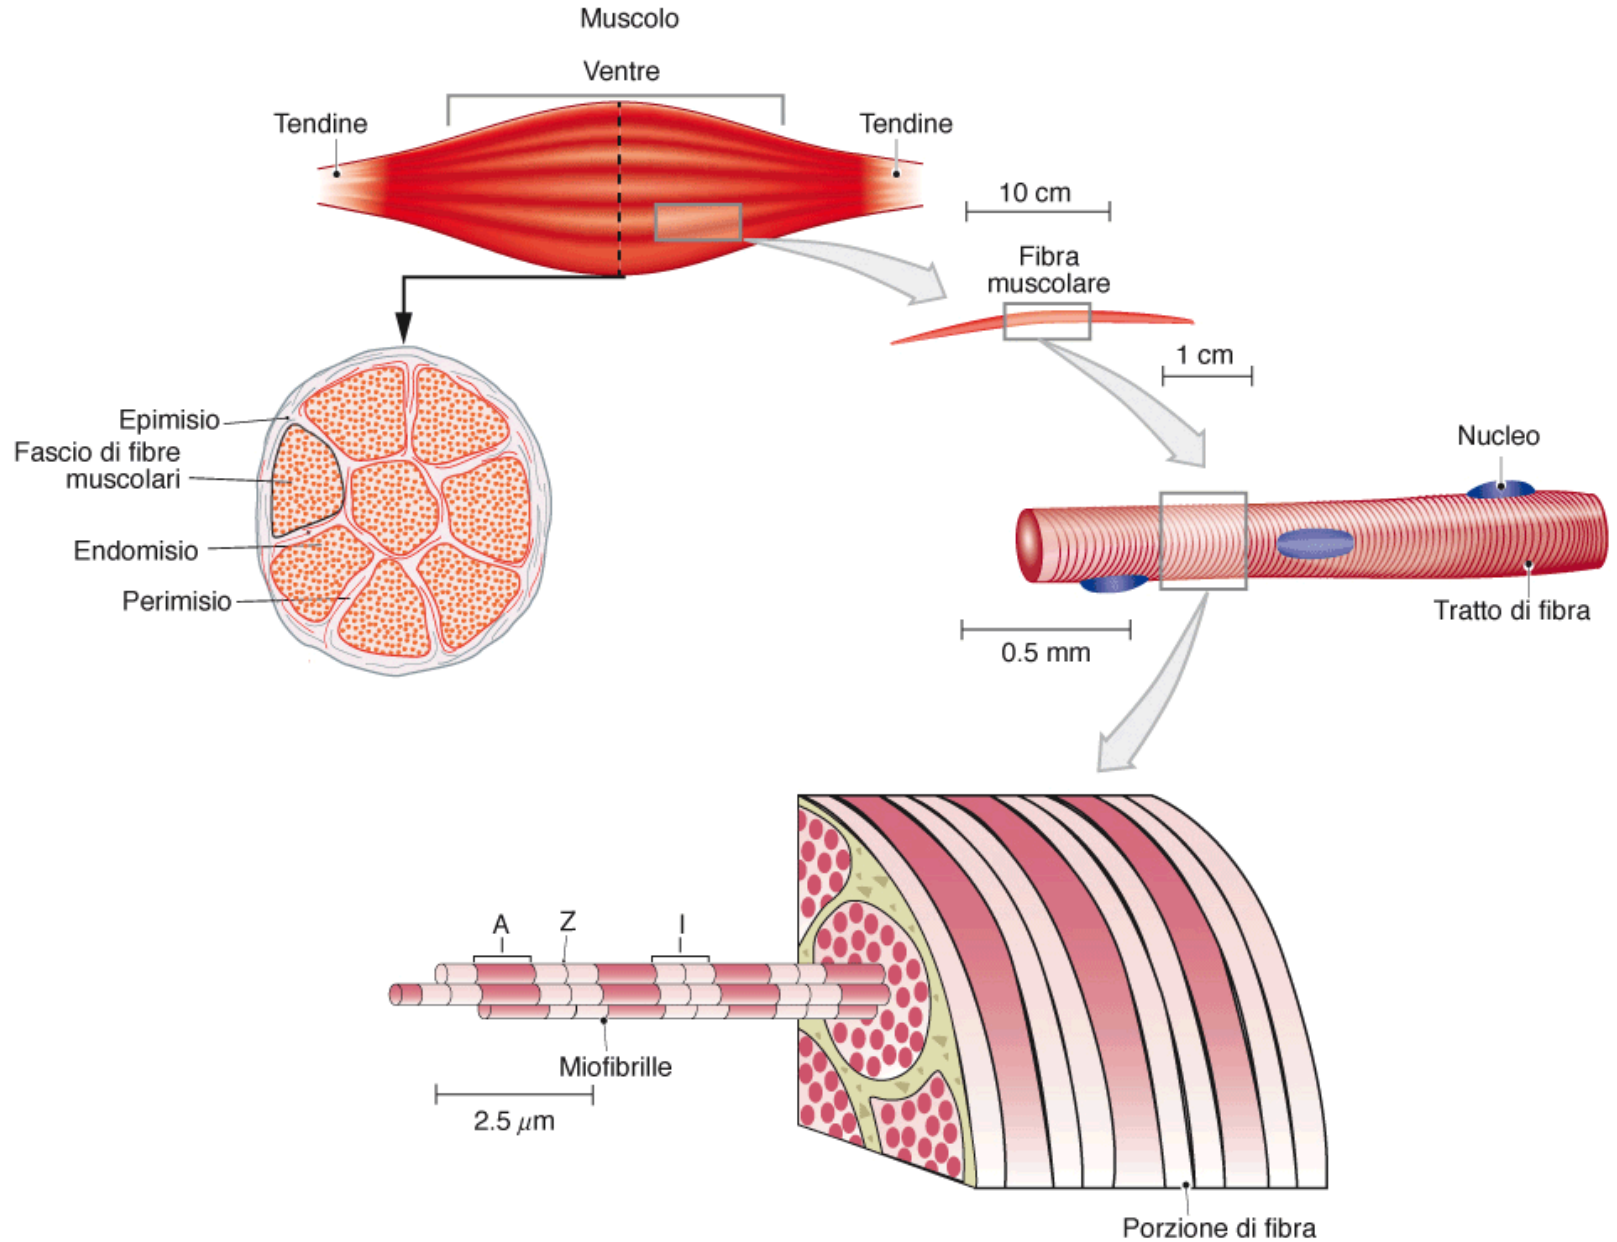 Muscolo
Ventre
Tendine
Tendine
10 cm
Fibra
muscolare
1 cm
Epimisio
Fascio di fibre
muscolari
Endomisio
Perimisio
Nucleo
Tratto di fibra
0.5 mm
A
Z
I
Miofibrille
2.5 μm
Porzione di fibra